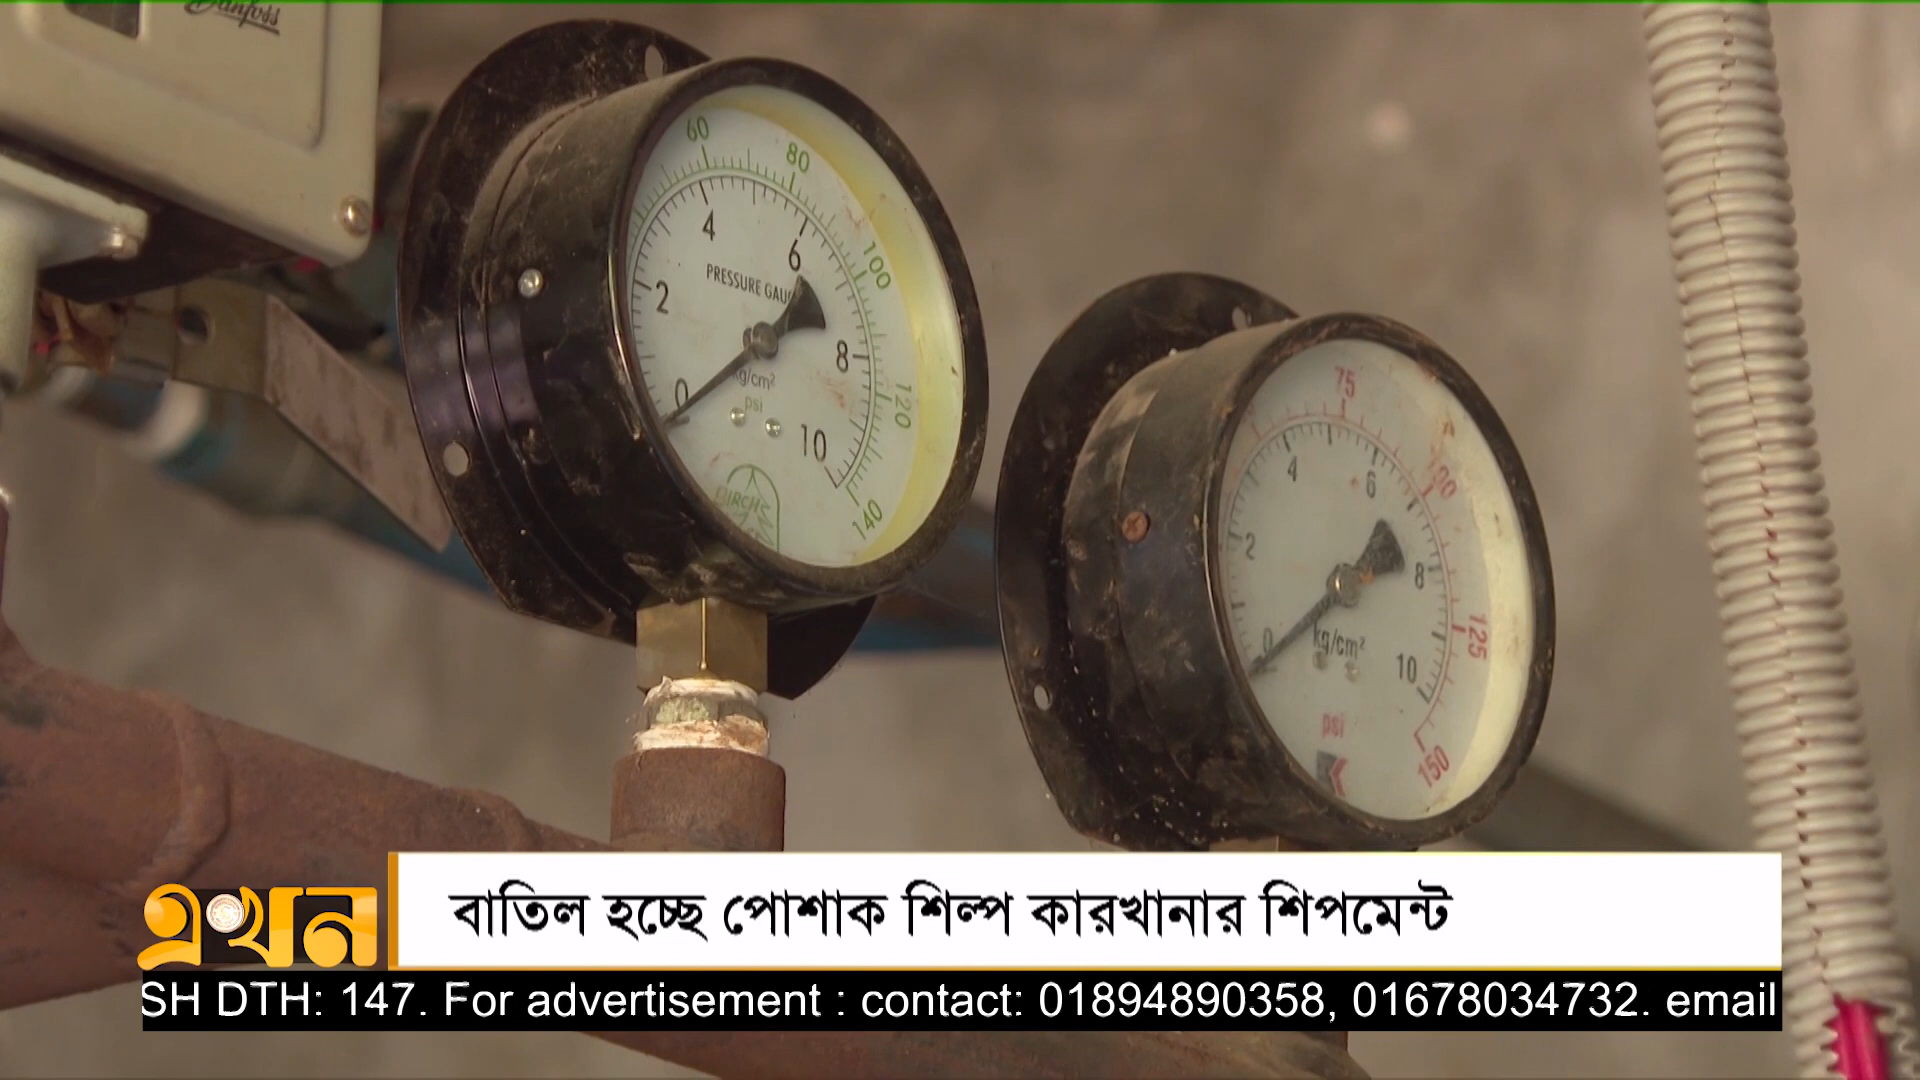 Danfoss
60
80
100
120
140
0
2
4
6
8
10
PRESSURE GAU
kg/cm²
psi
75
100
125
150
0
2
4
6
8
10
kg/cm²
psi
এখন
বাতিল হচ্ছে পোশাক শিল্প কারখানার শিপমেন্ট
SH DTH: 147. For advertisement : contact: 01894890358, 01678034732. email